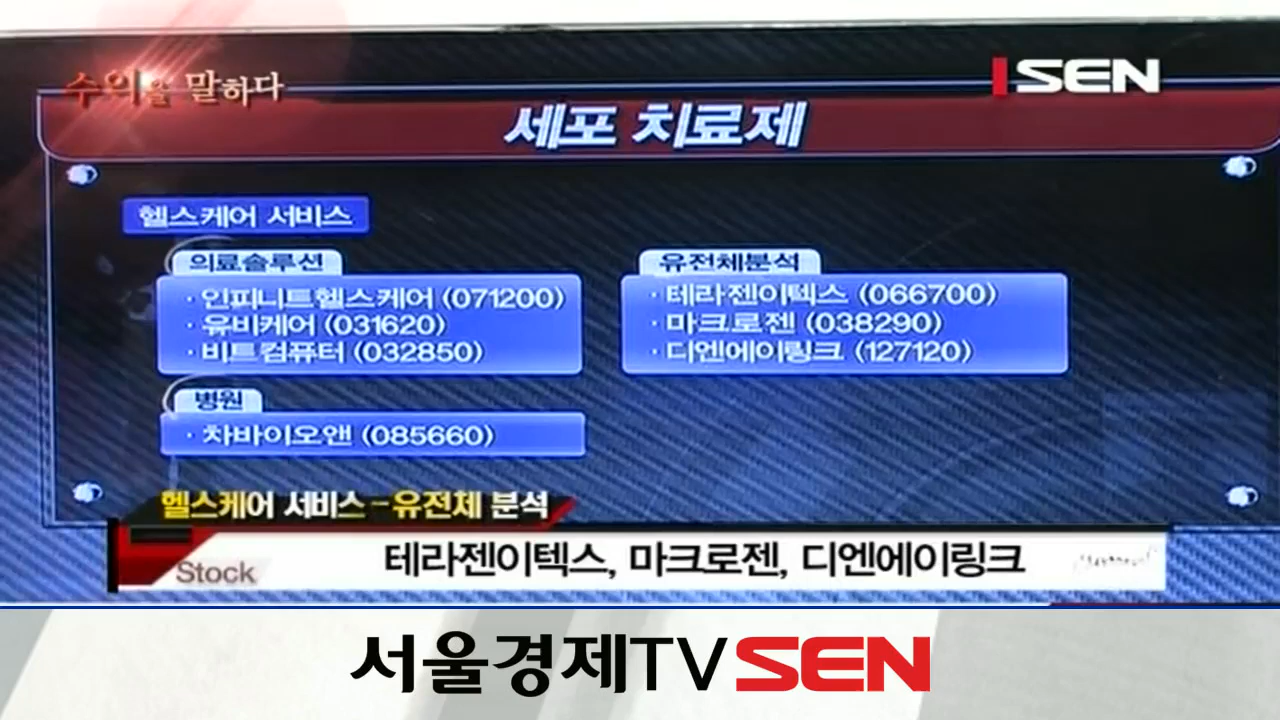 수익을 말하다
SEN
세포 치료제
헬스케어 서비스
의료솔루션
· 인피니트헬스케어 (071200)
· 유비케어 (031620)
· 비트컴퓨터 (032850)
유전체분석
· 테라젠이텍스 (066700)
· 마크로젠 (038290)
· 디엔에이링크 (127120)
병원
· 차바이오앤 (085660)
헬스케어 서비스 - 유전체 분석
Stock
테라젠이텍스, 마크로젠, 디엔에이링크
서울경제TV SEN